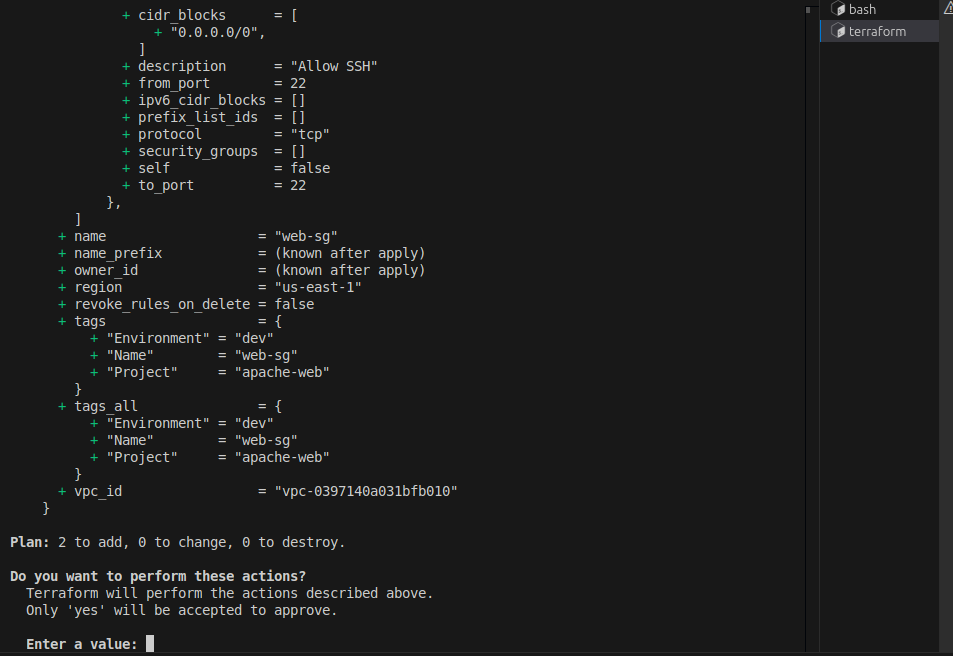 + cidr_blocks      = [
+ "0.0.0.0/0",
]
+ description      = "Allow SSH"
+ from_port        = 22
+ ipv6_cidr_blocks = []
+ prefix_list_ids  = []
+ protocol         = "tcp"
+ security_groups  = []
+ self             = false
+ to_port          = 22
},
]
+ name                   = "web-sg"
+ name_prefix            = (known after apply)
+ owner_id               = (known after apply)
+ region                 = "us-east-1"
+ revoke_rules_on_delete = false
+ tags                   = {
+ "Environment" = "dev"
+ "Name"        = "web-sg"
+ "Project"     = "apache-web"
}
+ tags_all               = {
+ "Environment" = "dev"
+ "Name"        = "web-sg"
+ "Project"     = "apache-web"
}
+ vpc_id                 = "vpc-0397140a031bfb010"
}
Plan: 2 to add, 0 to change, 0 to destroy.
Do you want to perform these actions?
Terraform will perform the actions described above.
Only 'yes' will be accepted to approve.
Enter a value:
bash
terraform